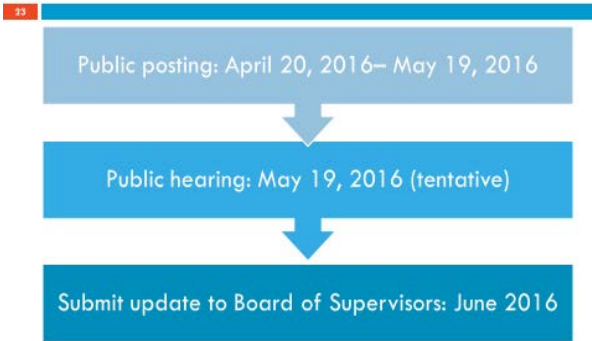 23
Public posting: April 20, 2016– May 19, 2016
Public hearing: May 19, 2016 (tentative)
Submit update to Board of Supervisors: June 2016